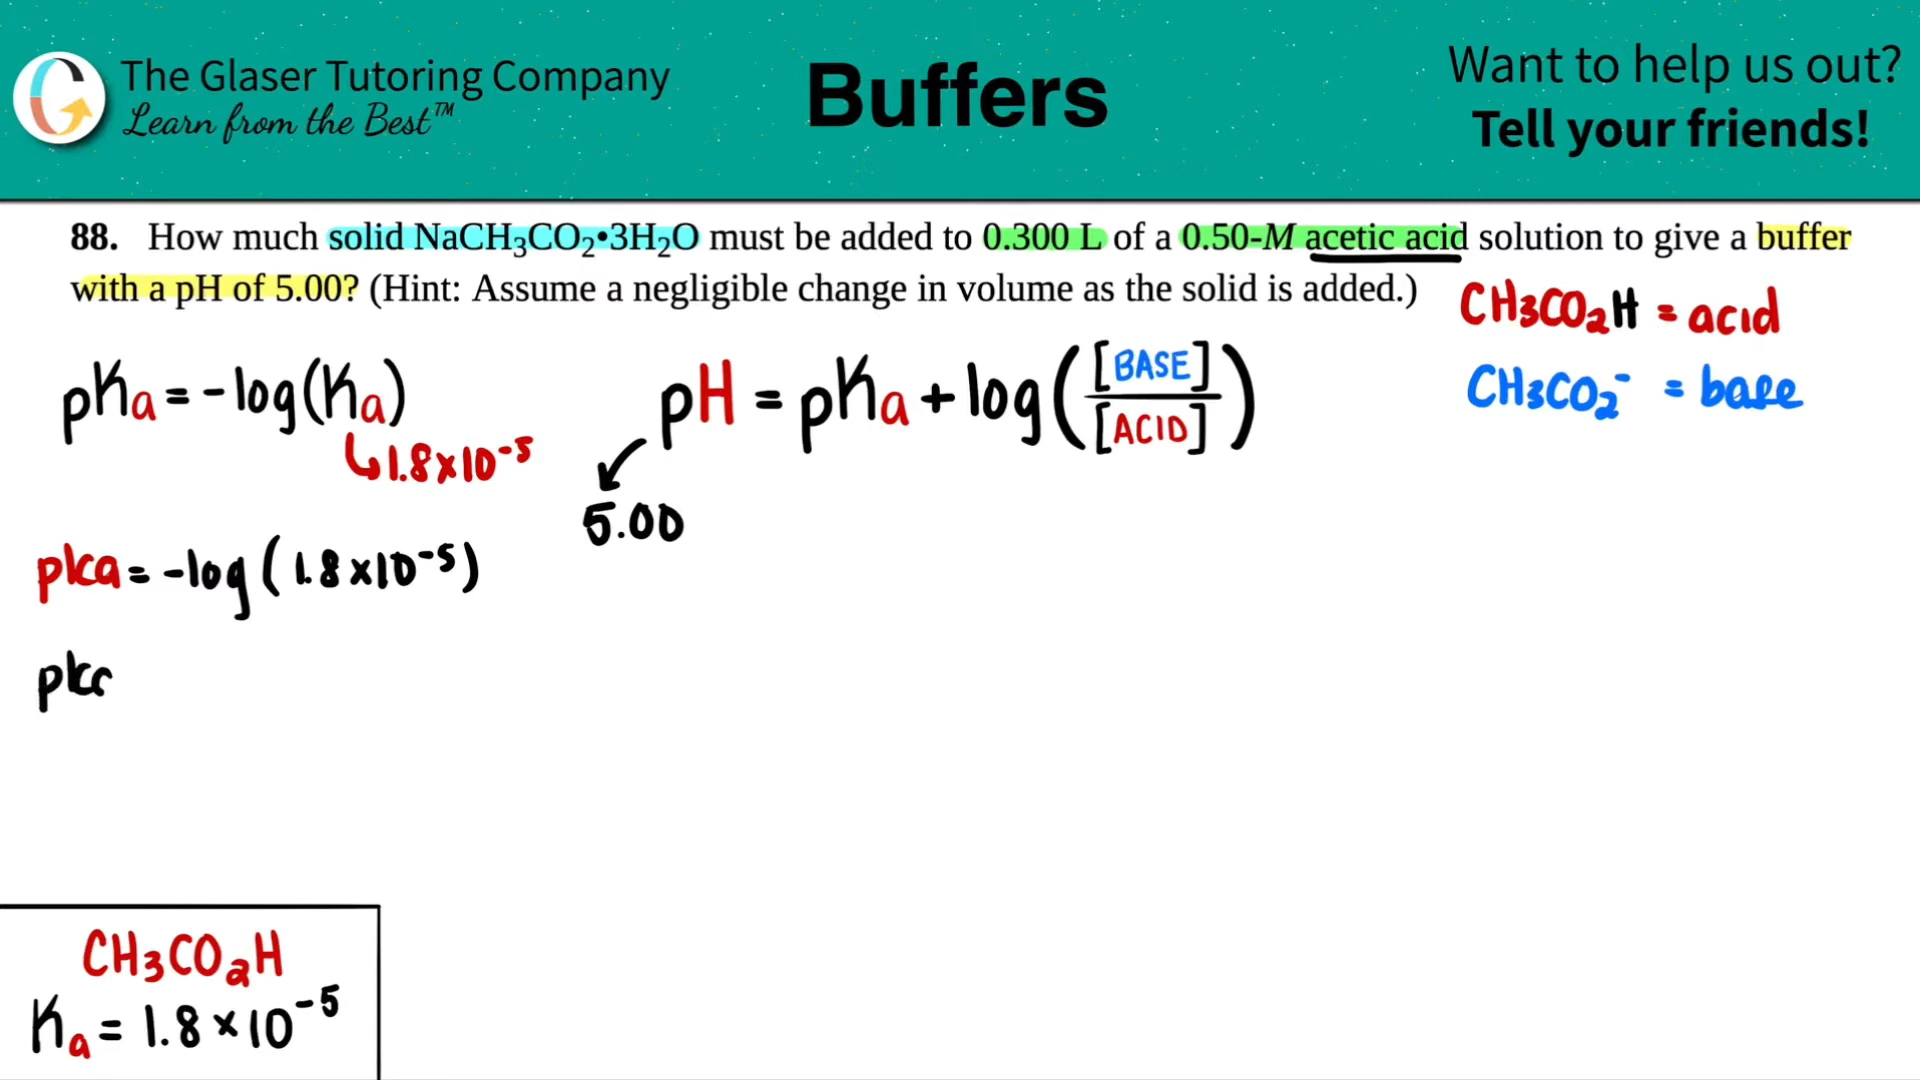 The Glaser Tutoring Company
Learn from the Best™
Buffers
Want to help us out?
Tell your friends!
88. How much solid NaCH₃CO₂•3H₂O must be added to 0.300 L of a 0.50-M acetic acid solution to give a buffer
with a pH of 5.00? (Hint: Assume a negligible change in volume as the solid is added.)
CH₃CO₂H = acid
CH₃CO₂⁻ = base
pKa = -log(Ka)
1.8x10⁻⁵
pH = pKa + log([BASE]/[ACID])
5.00
pka = -log(1.8x10⁻⁵)
pkc
CH₃CO₂H
Ka = 1.8x10⁻⁵